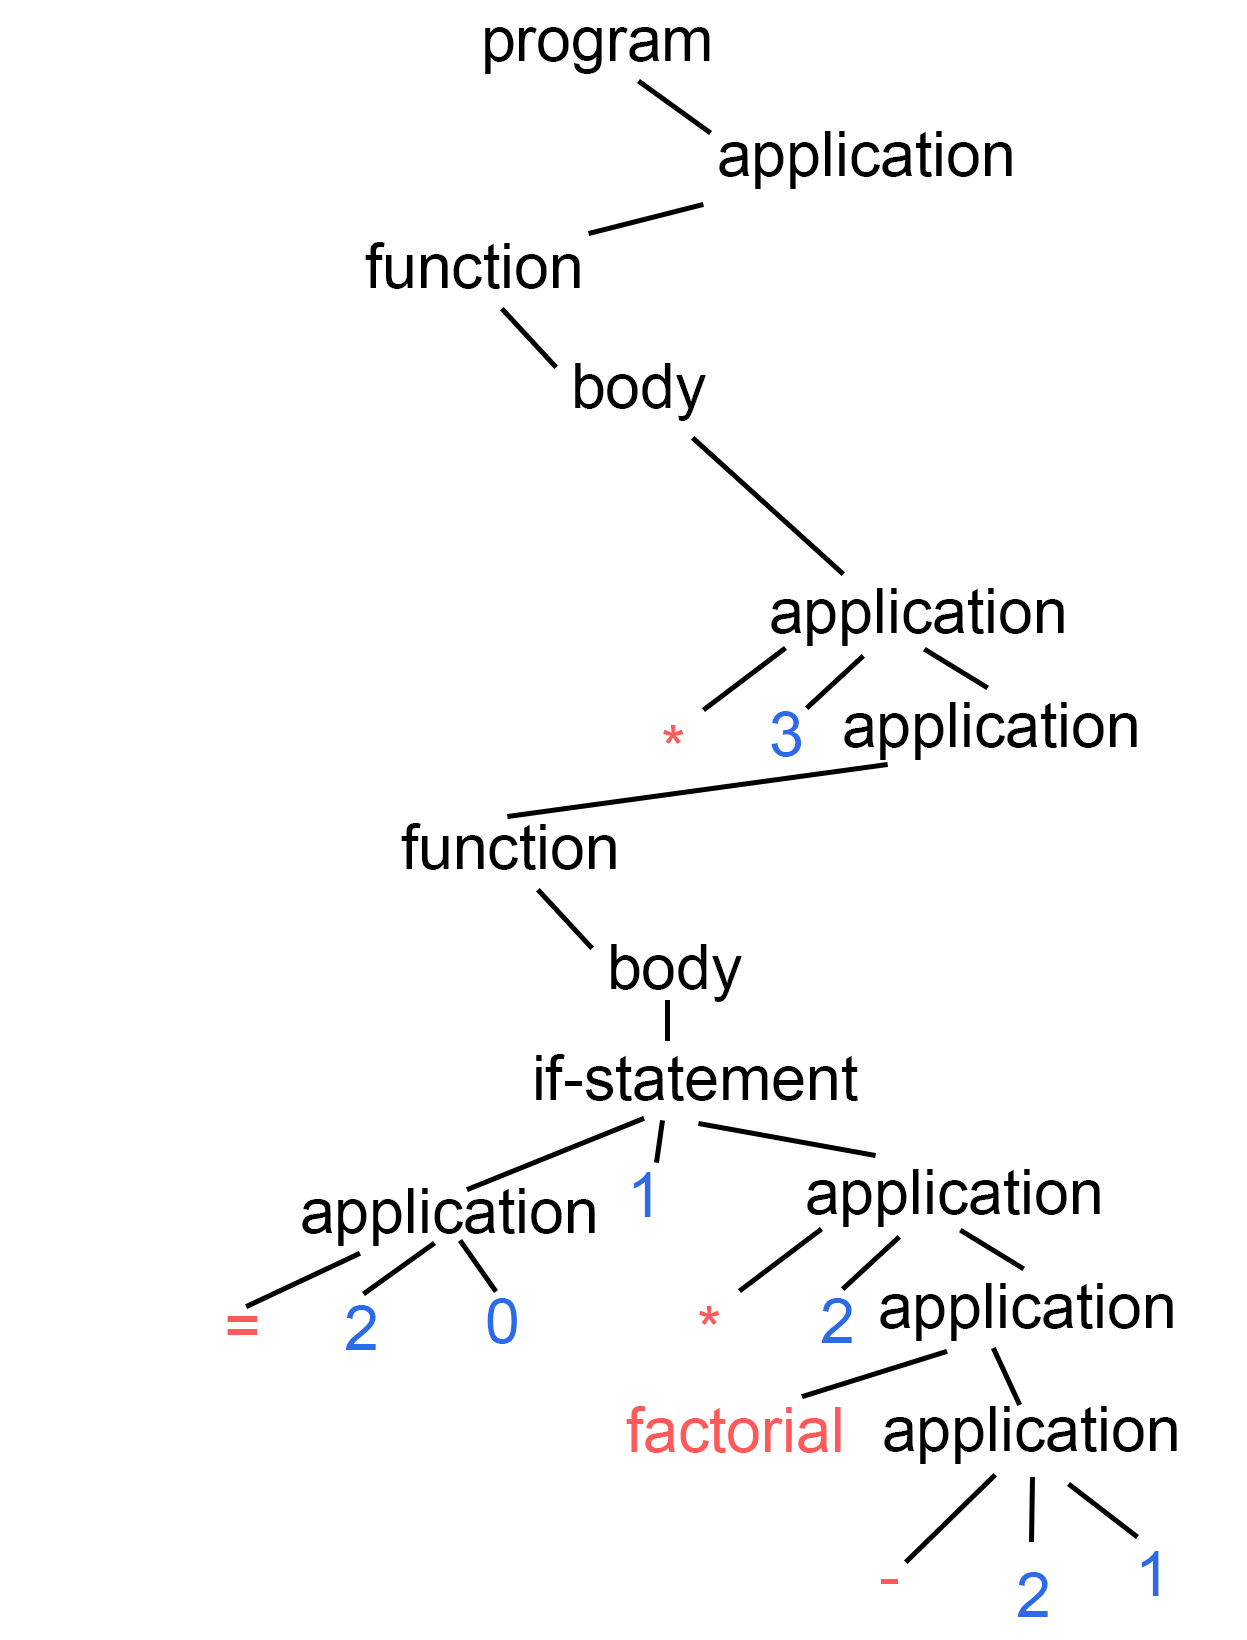 program
application
function
body
application
* 3 application
function
body
if-statement
application 1 application
= 2 0 * 2 application
factorial application
- 2 1